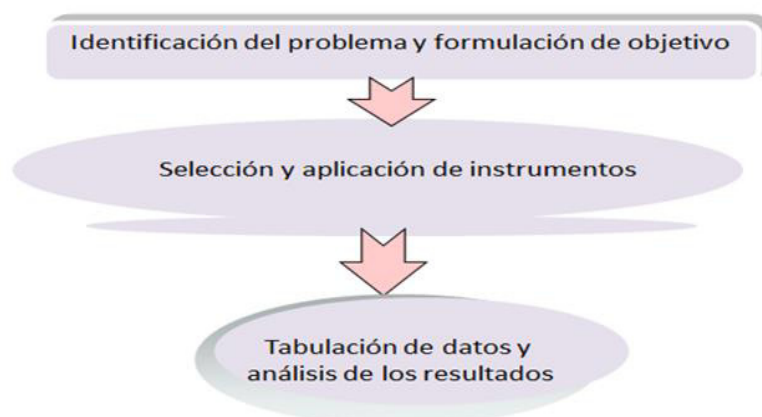 Identificación del problema y formulación de objetivo
Selección y aplicación de instrumentos
Tabulación de datos y
análisis de los resultados